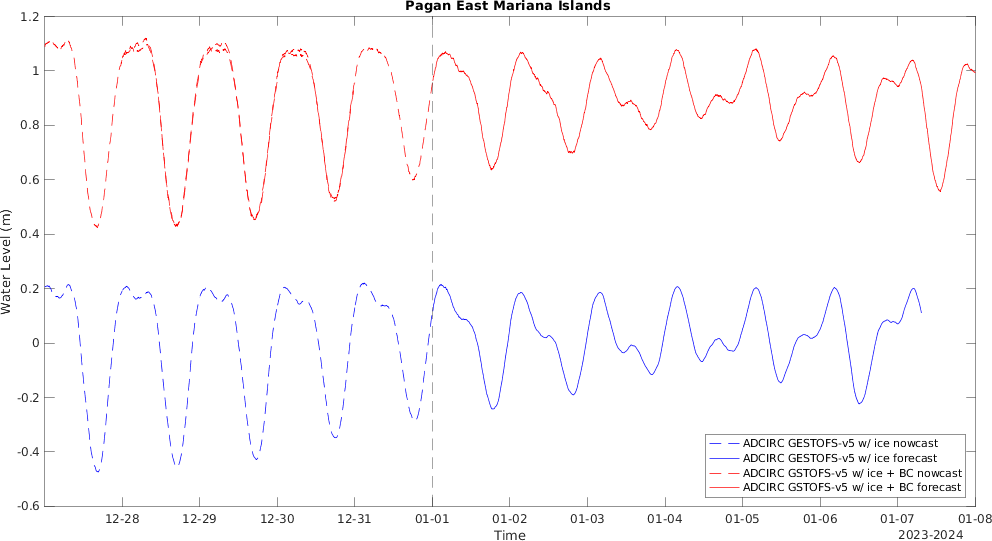 Pagan East Mariana Islands
Water Level (m)
1.2
1
0.8
0.6
0.4
0.2
0
-0.2
-0.4
-0.6
ADCIRC GESTOFS-v5 w/ ice nowcast
ADCIRC GESTOFS-v5 w/ ice forecast
ADCIRC GSTOFS-v5 w/ ice + BC nowcast
ADCIRC GSTOFS-v5 w/ ice + BC forecast
12-28 12-29 12-30 12-31 01-01 01-02 01-03 01-04 01-05 01-06 01-07 01-08
Time
2023-2024